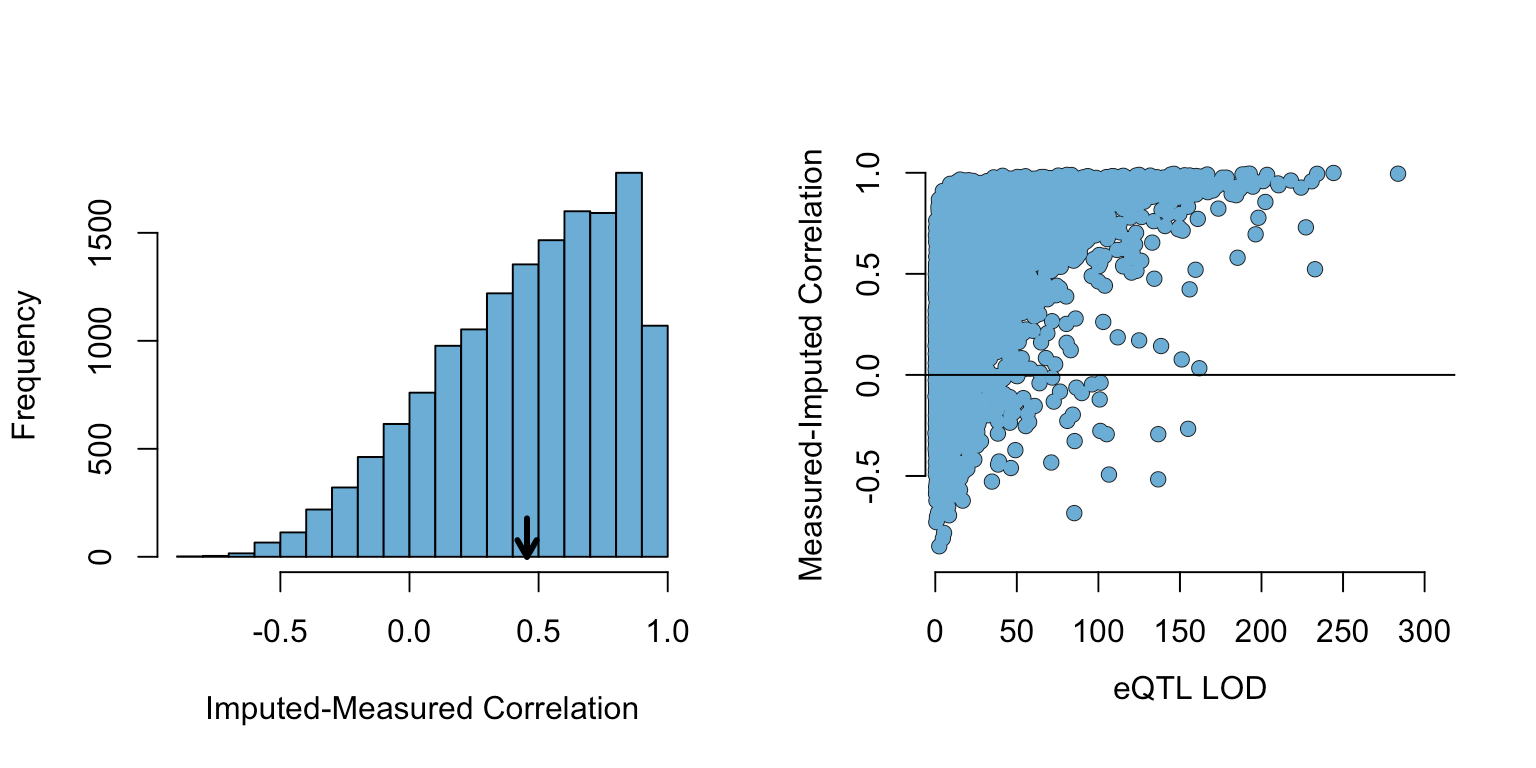 Frequency
0
500
1000
1500
-0.5 0.0 0.5 1.0
Imputed-Measured Correlation
Measured-Imputed Correlation
-0.5
0.0
0.5
1.0
0 50 100 150 200 250 300
eQTL LOD